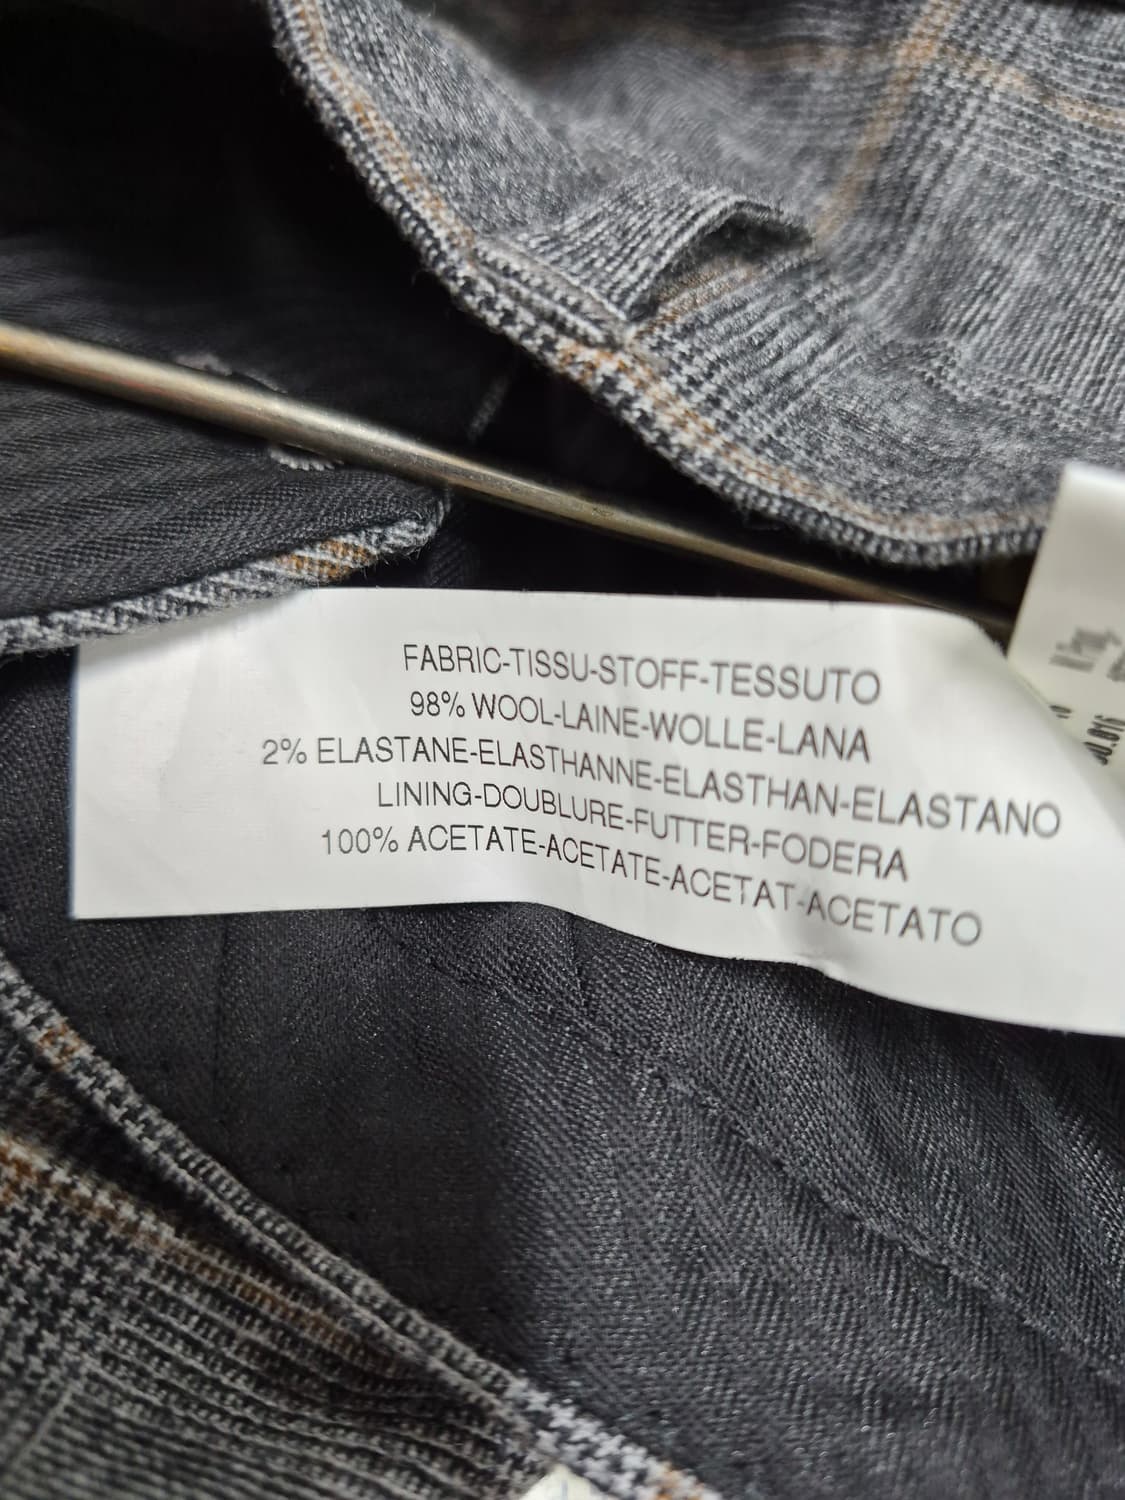 FABRIC-TISSU-STOFF-TESSUTO
98% WOOL-LAINE-WOLLE-LANA
2% ELASTANE-ELASTHANNE-ELASTHAN-ELASTANO
LINING-DOUBLURE-FUTTER-FODERA
100% ACETATE-ACETATE-ACETAT-ACETATO